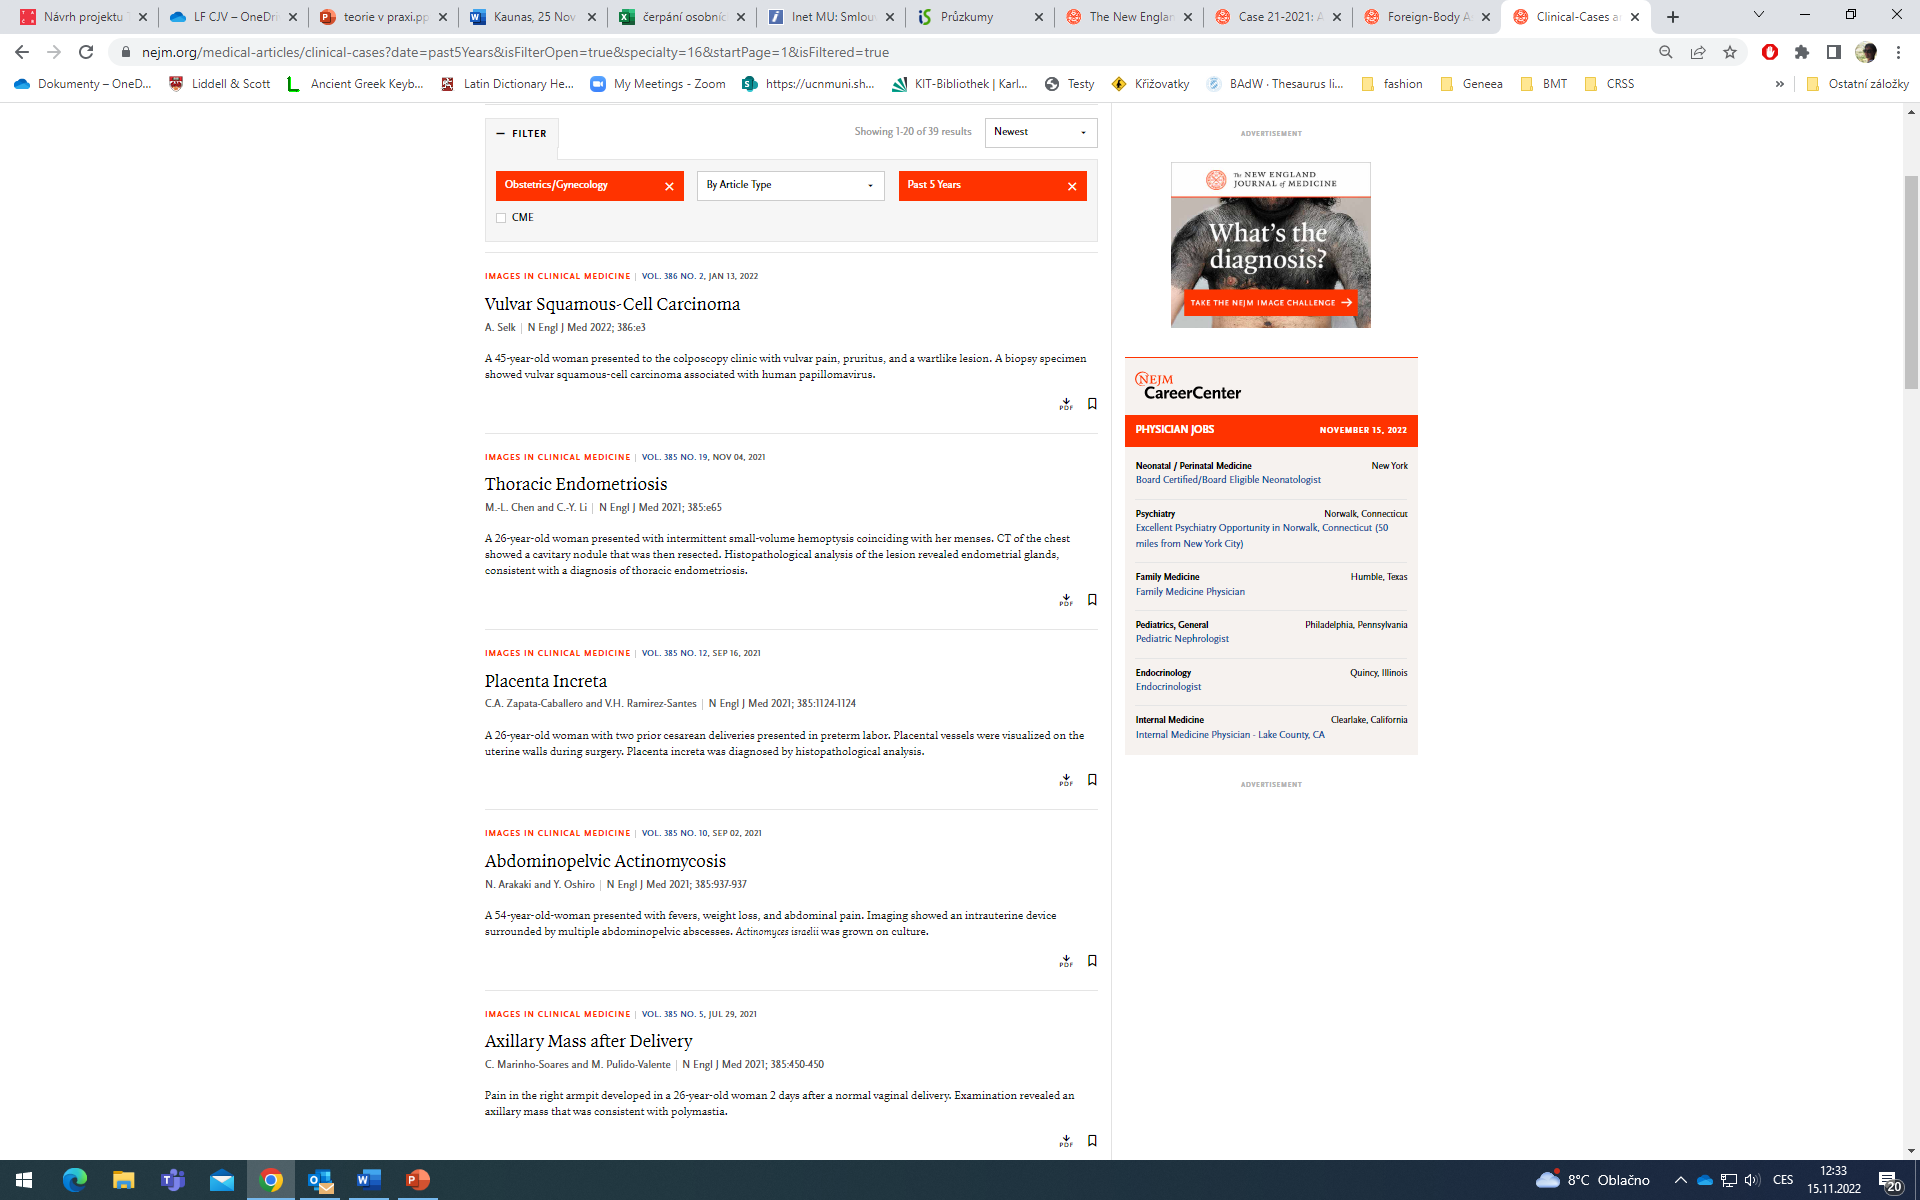 Návrh projektu T
LF CJV – OneDri
teorie v praxi.pp
Kaunas, 25 Nov
čerpání osobníc
Inet MU: Smlou
Průzkumy
The New Englan
Case 21-2021: A
Foreign-Body A
Clinical-Cases a
nejm.org/medical-articles/clinical-cases?date=past5Years&isFilterOpen=true&specialty=16&startPage=1&isFiltered=true
Dokumenty – OneD...
Liddell & Scott
Ancient Greek Keyb...
Latin Dictionary He...
My Meetings - Zoom
https://ucnmuni.sh...
KIT-Bibliothek | Karl...
Testy
Křižovatky
BAdW · Thesaurus li...
fashion
Geneea
BMT
CRSS
»
Ostatní záložky
FILTER
Showing 1-20 of 39 results
Newest
Obstetrics/Gynecology
By Article Type
Past 5 Years
CME
IMAGES IN CLINICAL MEDICINE | VOL. 386 NO. 2, JAN 13, 2022
Vulvar Squamous-Cell Carcinoma
A. Selk | N Engl J Med 2022; 386:e3
A 45-year-old woman presented to the colposcopy clinic with vulvar pain, pruritus, and a wartlike lesion. A biopsy specimen
showed vulvar squamous-cell carcinoma associated with human papillomavirus.
PDF
IMAGES IN CLINICAL MEDICINE | VOL. 385 NO. 19, NOV 04, 2021
Thoracic Endometriosis
M.-L. Chen and C.-Y. Li | N Engl J Med 2021; 385:e65
A 26-year-old woman presented with intermittent small-volume hemoptysis coinciding with her menses. CT of the chest
showed a cavitary nodule that was then resected. Histopathological analysis of the lesion revealed endometrial glands,
consistent with a diagnosis of thoracic endometriosis.
PDF
IMAGES IN CLINICAL MEDICINE | VOL. 385 NO. 12, SEP 16, 2021
Placenta Increta
C.A. Zapata-Caballero and V.H. Ramirez-Santes | N Engl J Med 2021; 385:1124-1124
A 26-year-old woman with two prior cesarean deliveries presented in preterm labor. Placental vessels were visualized on the
uterine walls during surgery. Placenta increta was diagnosed by histopathological analysis.
PDF
IMAGES IN CLINICAL MEDICINE | VOL. 385 NO. 10, SEP 02, 2021
Abdominopelvic Actinomycosis
N. Arakaki and Y. Oshiro | N Engl J Med 2021; 385:937-937
A 54-year-old-woman presented with fevers, weight loss, and abdominal pain. Imaging showed an intrauterine device
surrounded by multiple abdominopelvic abscesses. Actinomyces israelii was grown on culture.
PDF
IMAGES IN CLINICAL MEDICINE | VOL. 385 NO. 5, JUL 29, 2021
Axillary Mass after Delivery
C. Marinho-Soares and M. Pulido-Valente | N Engl J Med 2021; 385:450-450
Pain in the right armpit developed in a 26-year-old woman 2 days after a normal vaginal delivery. Examination revealed an
axillary mass that was consistent with polymastia.
PDF
ADVERTISEMENT
The NEW ENGLAND
JOURNAL of MEDICINE
What's the
diagnosis?
TAKE THE NEJM IMAGE CHALLENGE
NEJM
CareerCenter
PHYSICIAN JOBS NOVEMBER 15, 2022
Neonatal / Perinatal Medicine New York
Board Certified/Board Eligible Neonatologist
Psychiatry Norwalk, Connecticut
Excellent Psychiatry Opportunity in Norwalk, Connecticut (50
miles from New York City)
Family Medicine Humble, Texas
Family Medicine Physician
Pediatrics, General Philadelphia, Pennsylvania
Pediatric Nephrologist
Endocrinology Quincy, Illinois
Endocrinologist
Internal Medicine Clearlake, California
Internal Medicine Physician - Lake County, CA
ADVERTISEMENT
8°C Oblačno
CES
12:33
15.11.2022
20